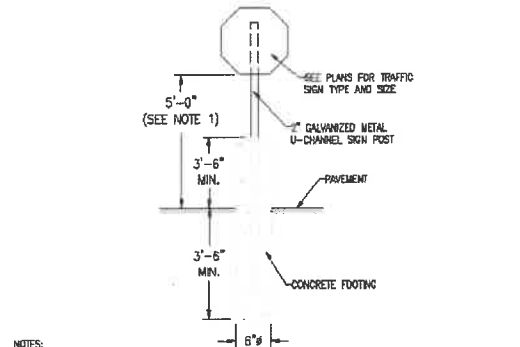 SEE PLANS FOR TRAFFIC
SIGN TYPE AND SIZE
5'-0"
(SEE NOTE 1)
2" GALVANIZED METAL
U-CHANNEL SIGN POST
3'-6"
MIN.
PAVEMENT
3'-6"
MIN.
CONCRETE FOOTING
6"ø
NOTES: